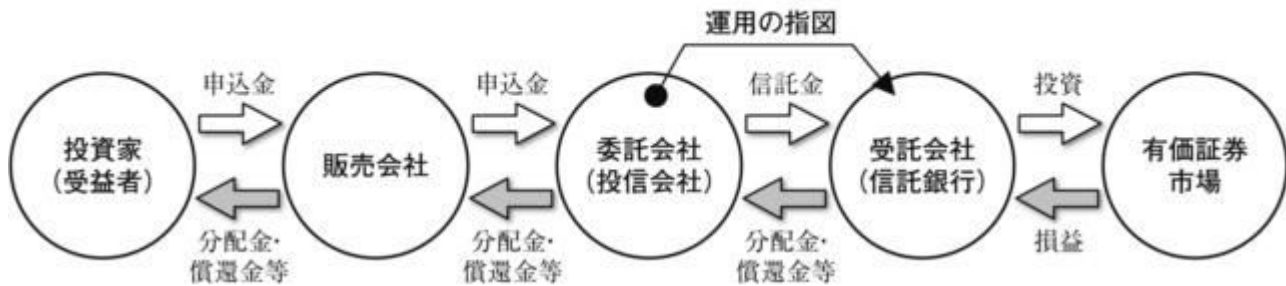 運用の指図
申込金
申込金
信託金
投資
投資家
(受益者)
販売会社
委託会社
(投信会社)
受託会社
(信託銀行)
有価証券
市場
分配金・
償還金等
分配金・
償還金等
分配金・
償還金等
損益